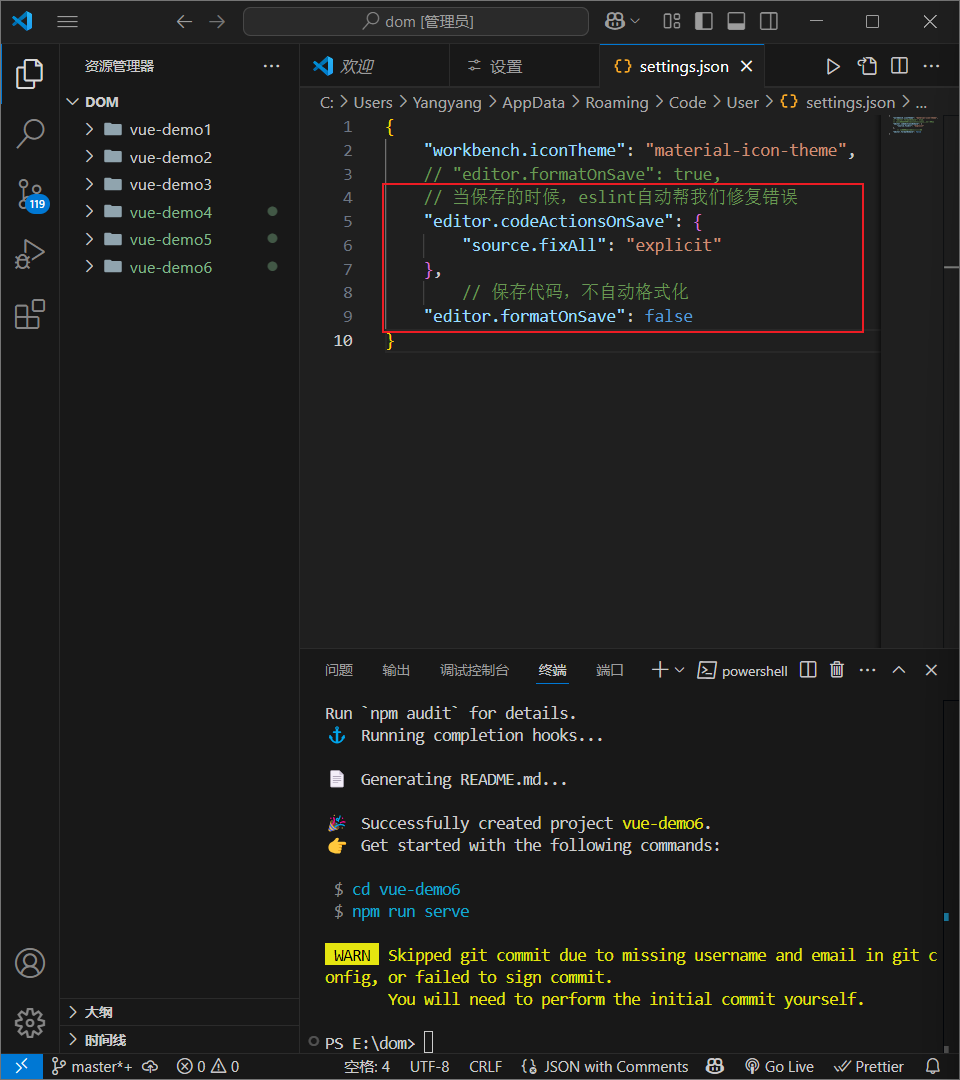 dom [管理员]
资源管理器
DOM
vue-demo1
vue-demo2
vue-demo3
vue-demo4
vue-demo5
vue-demo6
119
大纲
时间线
欢迎
设置
{} settings.json
C: > Users > Yangyang > AppData > Roaming > Code > User > {} settings.json > ...
1 {
2 "workbench.iconTheme": "material-icon-theme",
3 // "editor.formatOnSave": true,
4 // 当保存的时候，eslint自动帮我们修复错误
5 "editor.codeActionsOnSave": {
6 "source.fixAll": "explicit"
7 },
8 // 保存代码，不自动格式化
9 "editor.formatOnSave": false
10 }
问题 输出 调试控制台 终端 端口 powershell
Run `npm audit` for details.
⚓ Running completion hooks...
📄 Generating README.md...
🎉 Successfully created project vue-demo6.
👉 Get started with the following commands:
$ cd vue-demo6
$ npm run serve
WARN Skipped git commit due to missing username and email in git c
onfig, or failed to sign commit.
You will need to perform the initial commit yourself.
PS E:\dom>
master*+ 0 0 空格: 4 UTF-8 CRLF {} JSON with Comments Go Live Prettier